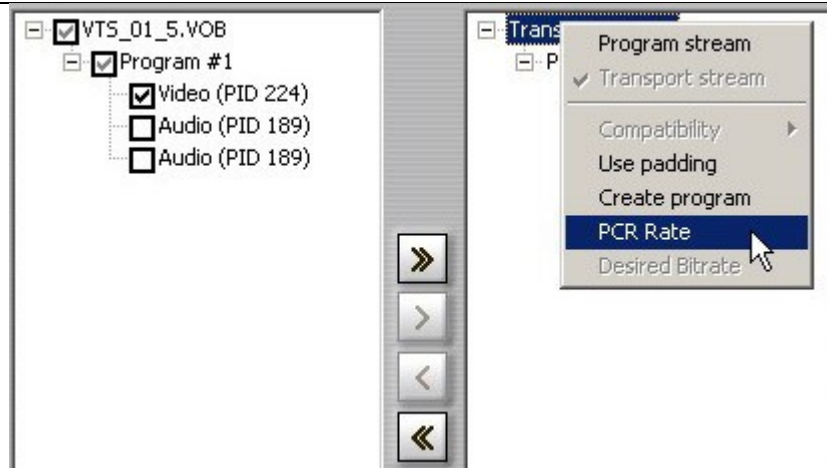 VTS_01_5.VOB
Program #1
Video (PID 224)
Audio (PID 189)
Audio (PID 189)
Trans
P
Program stream
Transport stream
Compatibility
Use padding
Create program
PCR Rate
Desired Bitrate